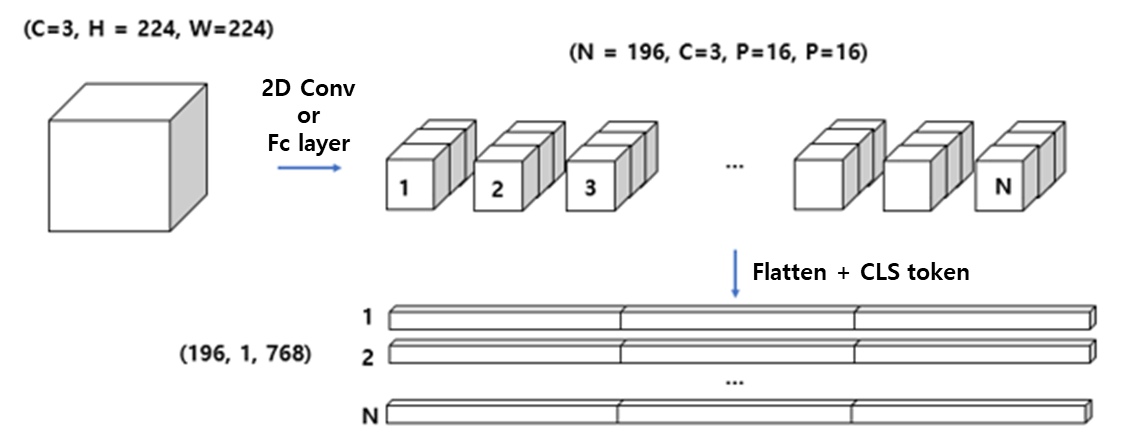 (C=3, H = 224, W=224)
(N = 196, C=3, P=16, P=16)
2D Conv
or
Fc layer
1
2
3
...
N
Flatten + CLS token
1
(196, 1, 768)
2
...
N